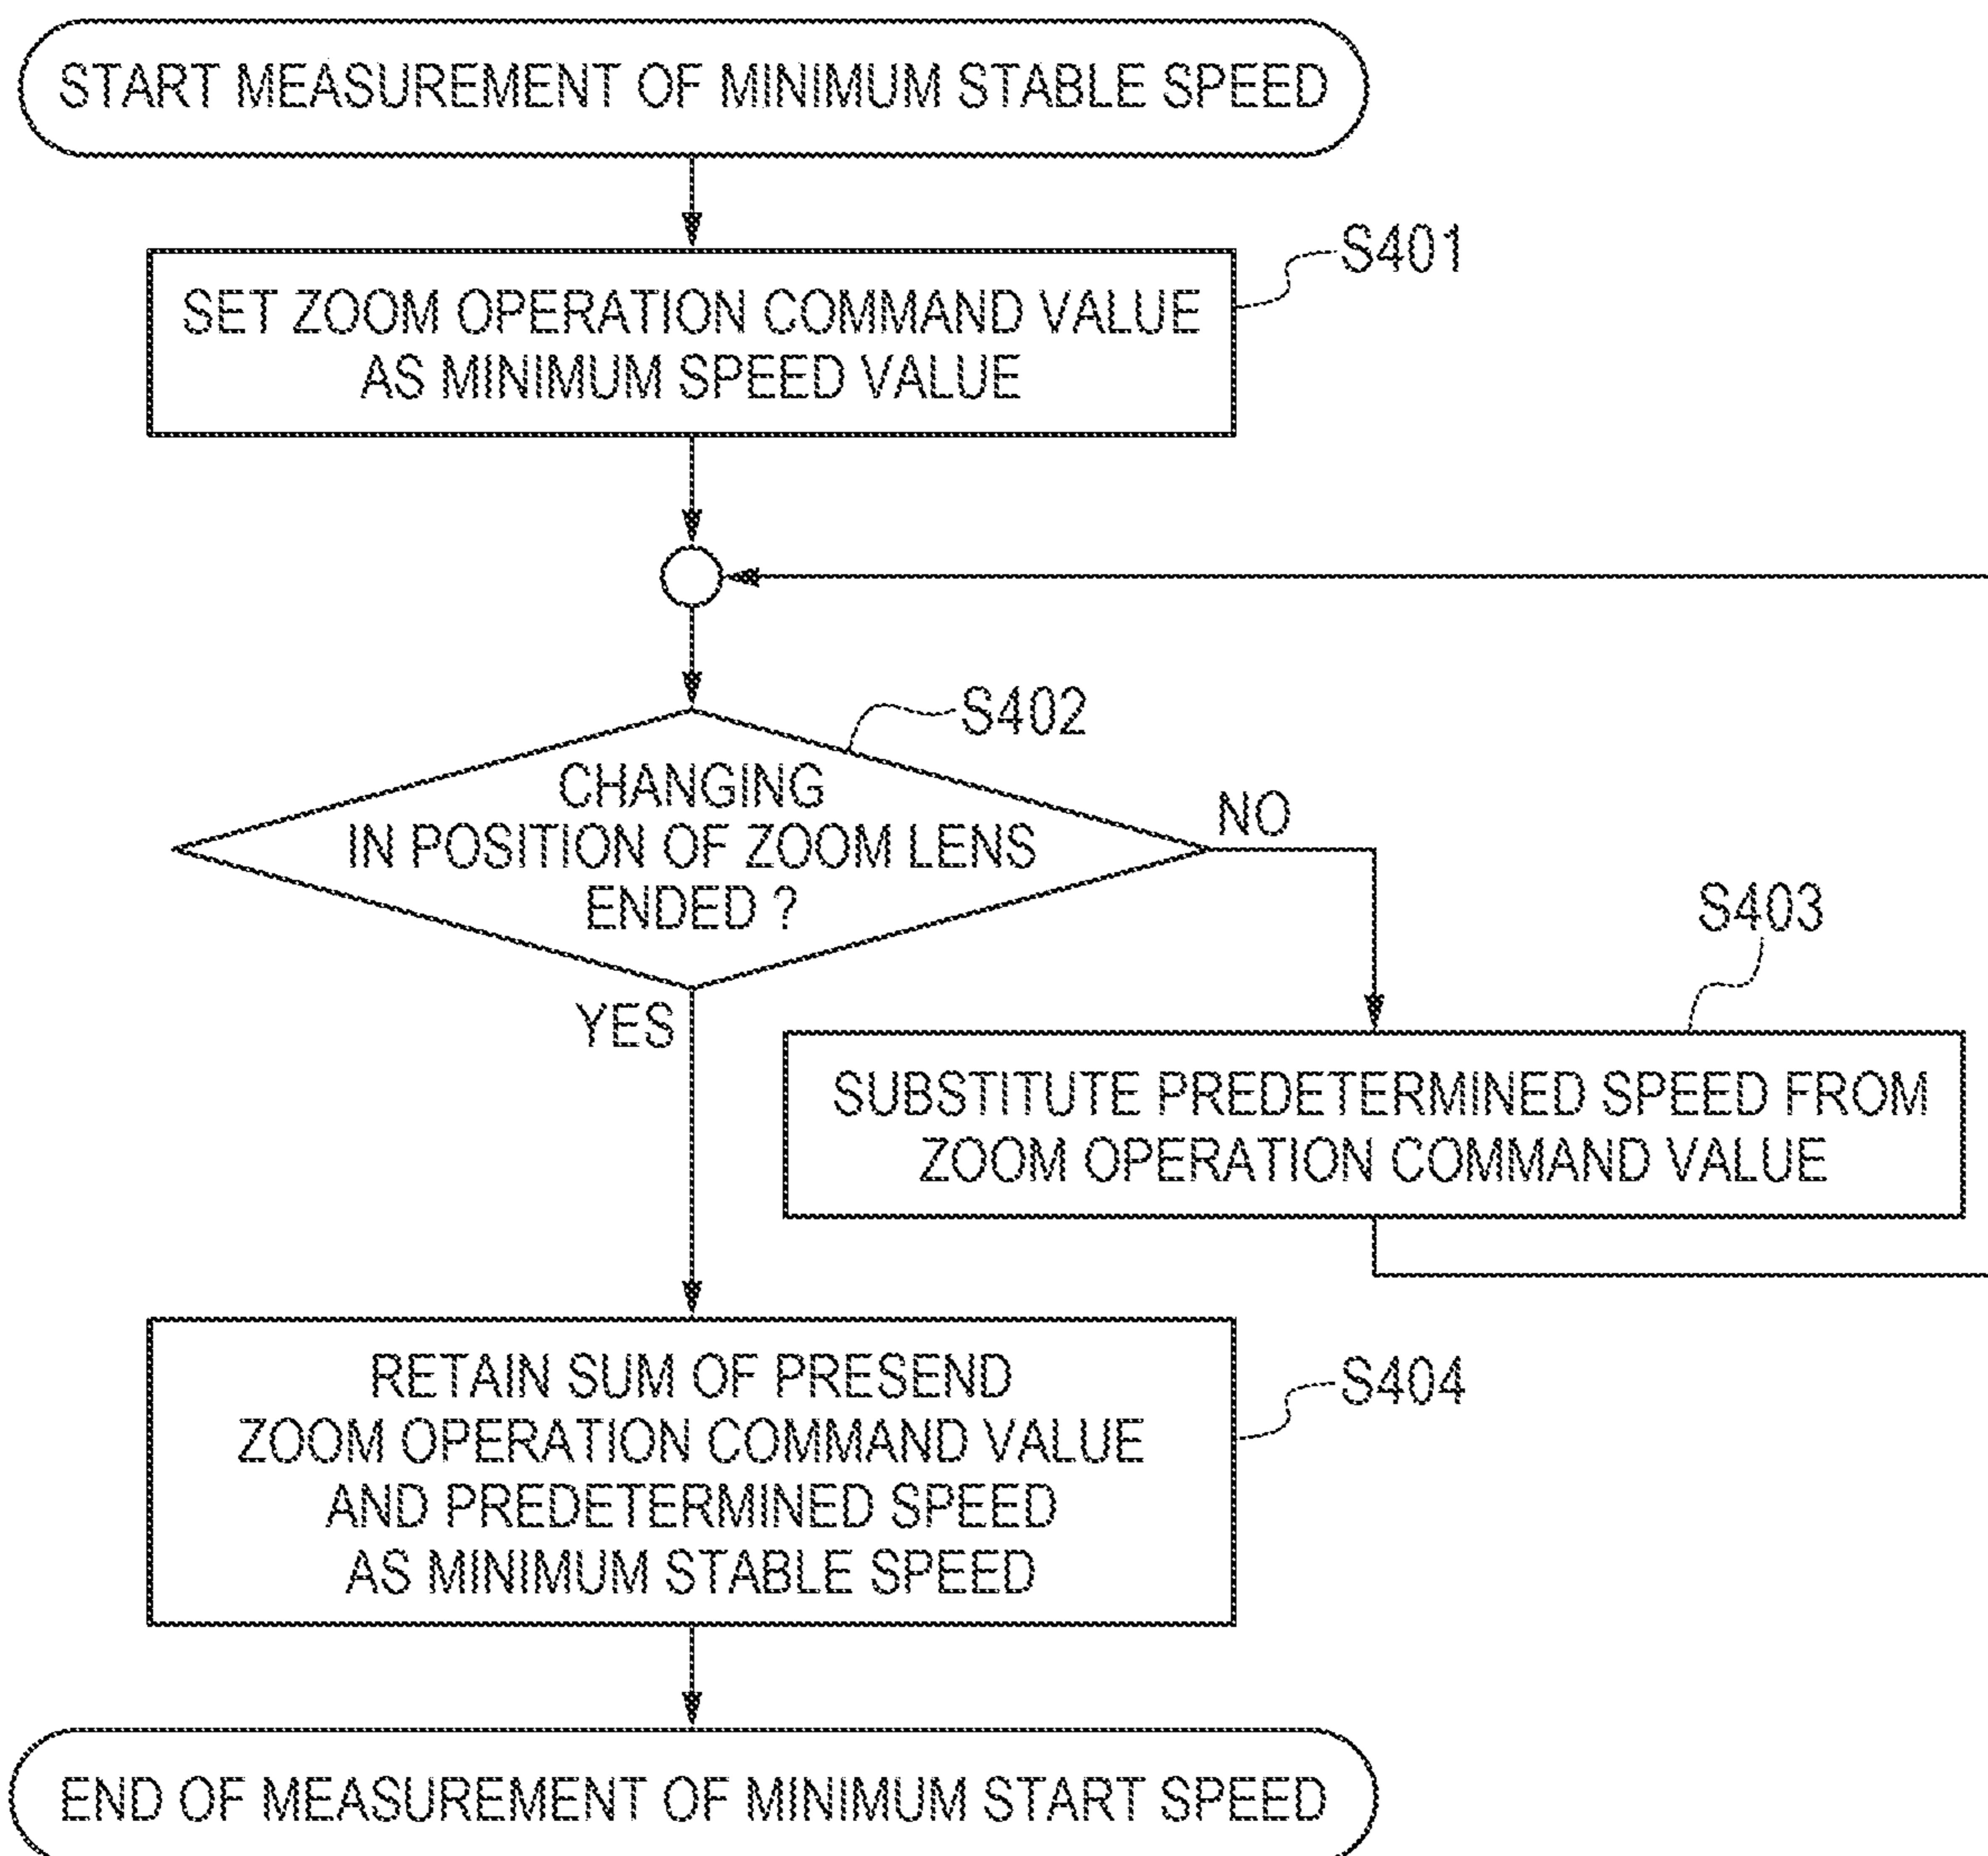 START MEASUREMENT OF MINIMUM STABLE SPEED
S401
SET ZOOM OPERATION COMMAND VALUE
AS MINIMUM SPEED VALUE
S402
CHANGING
IN POSITION OF ZOOM LENS
ENDED ?
NO
YES
S403
SUBSTITUTE PREDETERMINED SPEED FROM
ZOOM OPERATION COMMAND VALUE
RETAIN SUM OF PRESEND
ZOOM OPERATION COMMAND VALUE
AND PREDETERMINED SPEED
AS MINIMUM STABLE SPEED
S404
END OF MEASUREMENT OF MINIMUM START SPEED